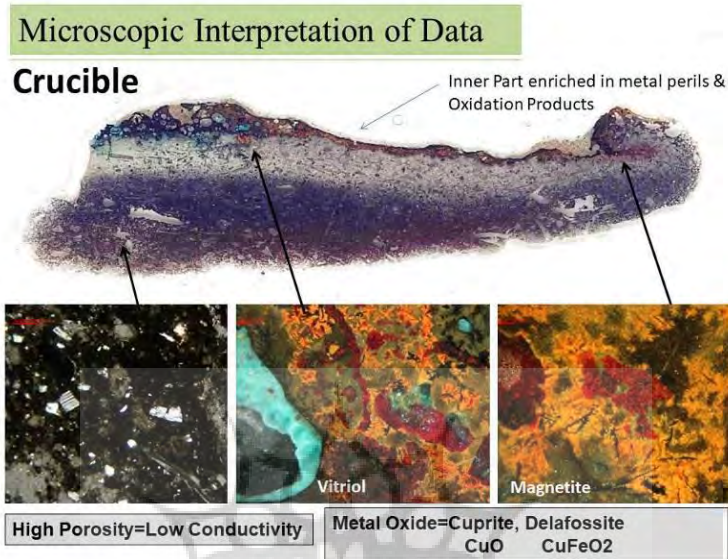 Microscopic Interpretation of Data
Crucible
Inner Part enriched in metal perils &
Oxidation Products
Vitriol
Magnetite
High Porosity=Low Conductivity
Metal Oxide=Cuprite, Delafossite
CuO CuFeO2